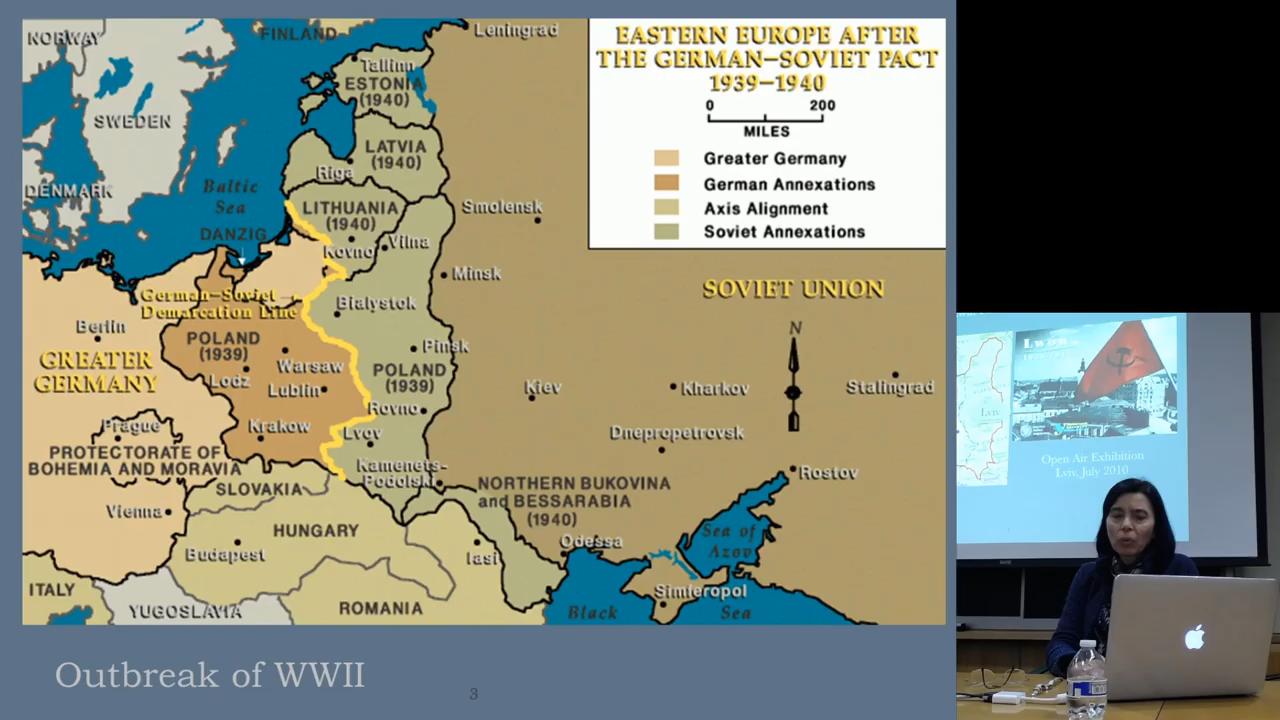 NORWAY
FINLAND
Leningrad
EASTERN EUROPE AFTER
THE GERMAN–SOVIET PACT
1939–1940
0 200
MILES
Greater Germany
German Annexations
Axis Alignment
Soviet Annexations
Tallinn
ESTONIA
(1940)
SWEDEN
LATVIA
(1940)
Riga
DENMARK
Baltic
Sea
LITHUANIA
(1940)
Smolensk
DANZIG
Kovno
Vilna
Minsk
SOVIET UNION
German–Soviet
Demarcation Line
Bialystok
N
Berlin
POLAND
(1939)
Pinsk
GREATER
GERMANY
Warsaw
Lodz
Lublin
POLAND
(1939)
Kiev
Kharkov
Stalingrad
Rovno
Prague
Krakow
Lvov
Dnepropetrovsk
PROTECTORATE OF
BOHEMIA AND MORAVIA
Kamenets-
Podolski
Rostov
SLOVAKIA
NORTHERN BUKOVINA
and BESSARABIA
(1940)
Vienna
HUNGARY
Budapest
Iasi
Odessa
Sea of
Azov
ITALY
YUGOSLAVIA
ROMANIA
Simferopol
Black Sea
Outbreak of WWII
3
Lviv
Open Air Exhibition
Lviv, July 2010